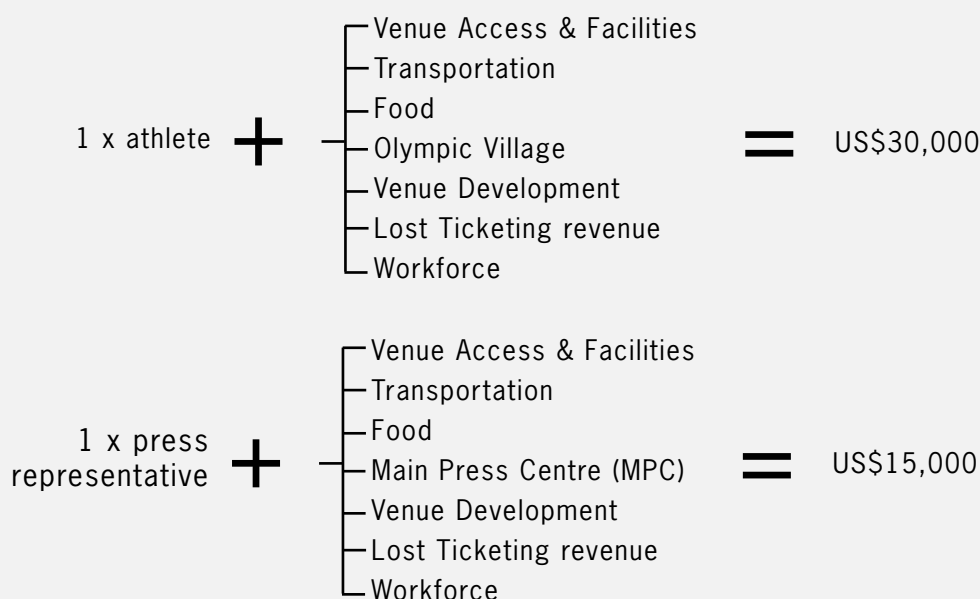 Venue Access & Facilities
Transportation
Food
1 x athlete + Olympic Village = US$30,000
Venue Development
Lost Ticketing revenue
Workforce
Venue Access & Facilities
Transportation
Food
1 x press
representative + Main Press Centre (MPC) = US$15,000
Venue Development
Lost Ticketing revenue
Workforce